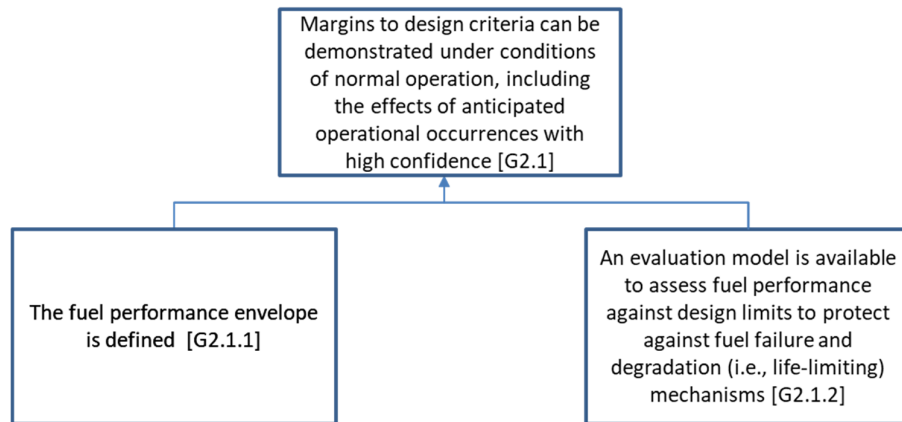 Margins to design criteria can be
demonstrated under conditions
of normal operation, including
the effects of anticipated
operational occurrences with
high confidence [G2.1]
The fuel performance envelope
is defined [G2.1.1]
An evaluation model is available
to assess fuel performance
against design limits to protect
against fuel failure and
degradation (i.e., life-limiting)
mechanisms [G2.1.2]